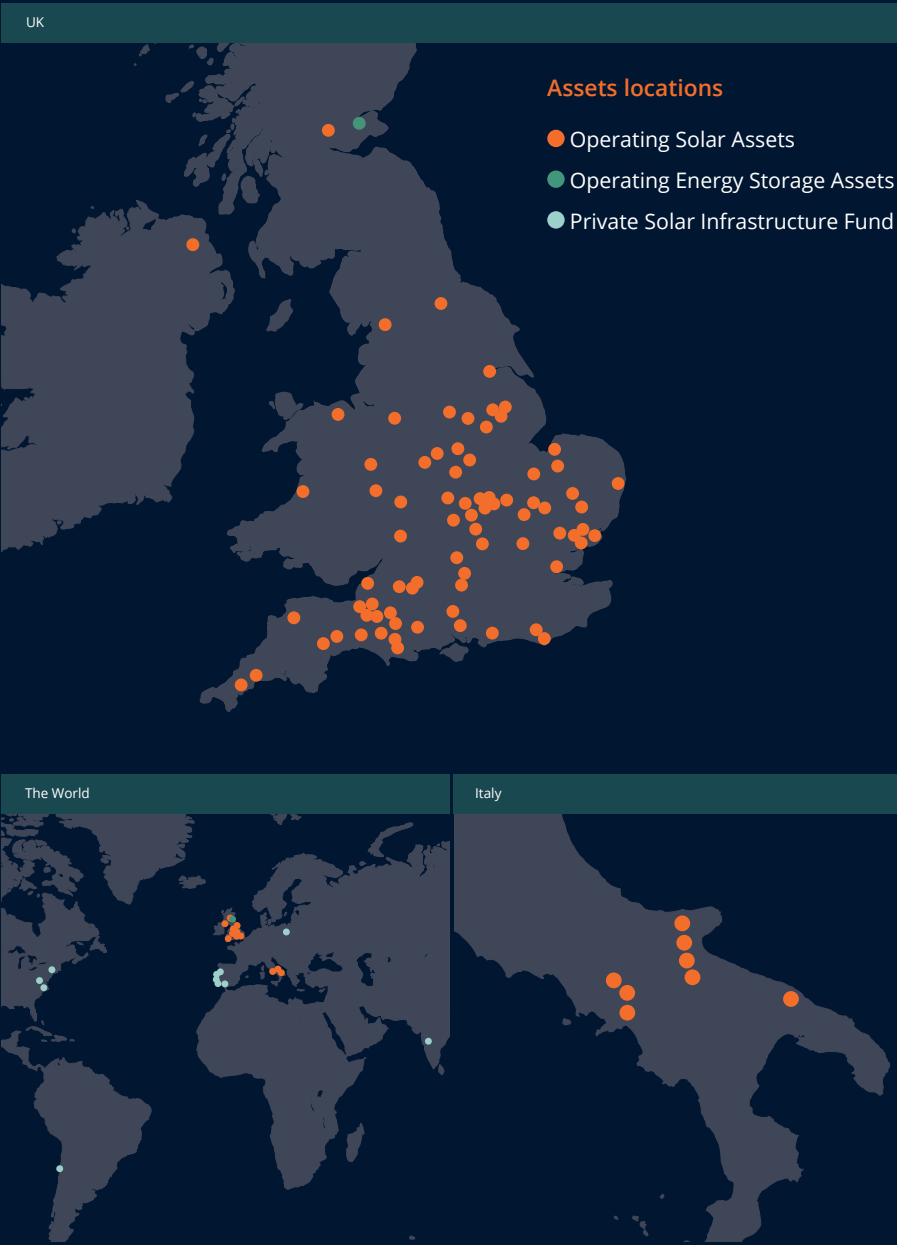 UK
Assets locations
Operating Solar Assets
Operating Energy Storage Assets
Private Solar Infrastructure Fund
The World
Italy